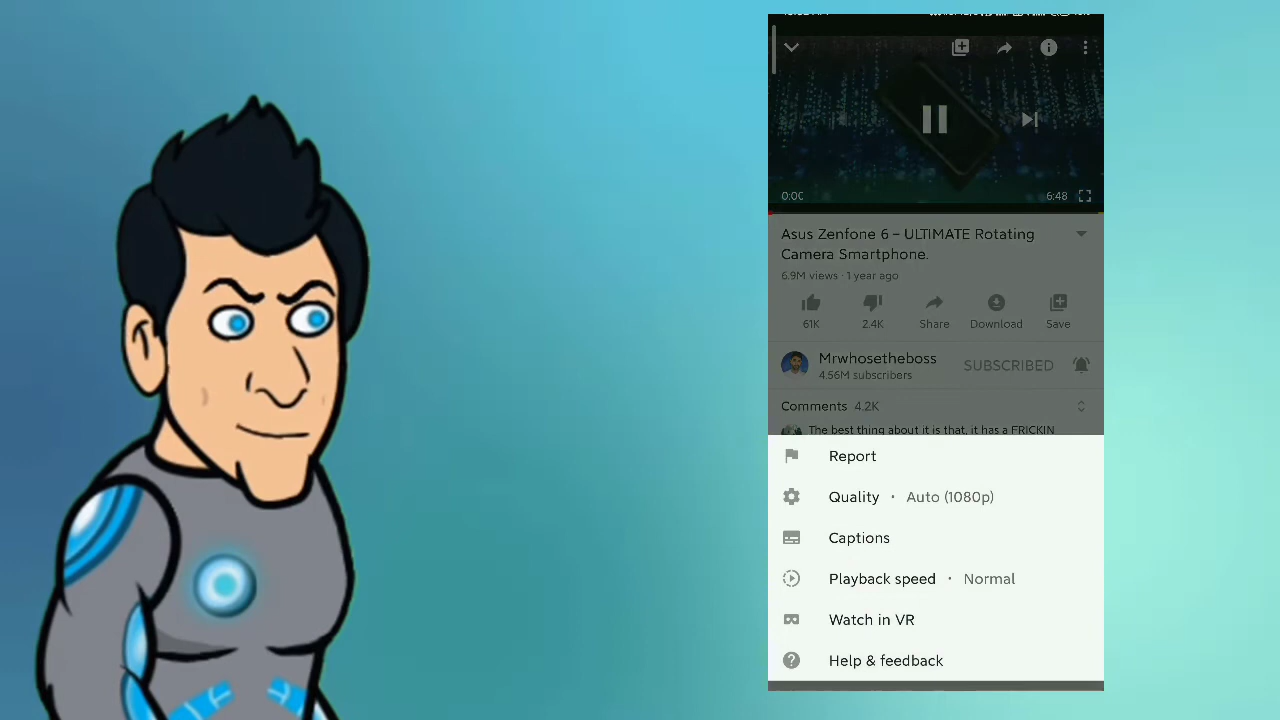 0:00
6:48
Asus Zenfone 6 – ULTIMATE Rotating
Camera Smartphone.
6.9M views · 1 year ago
61K
2.4K
Share
Download
Save
Mrwhosetheboss
4.56M subscribers
SUBSCRIBED
Comments 4.2K
The best thing about it is that, it has a FRICKIN
Report
Quality · Auto (1080p)
Captions
Playback speed · Normal
Watch in VR
Help & feedback